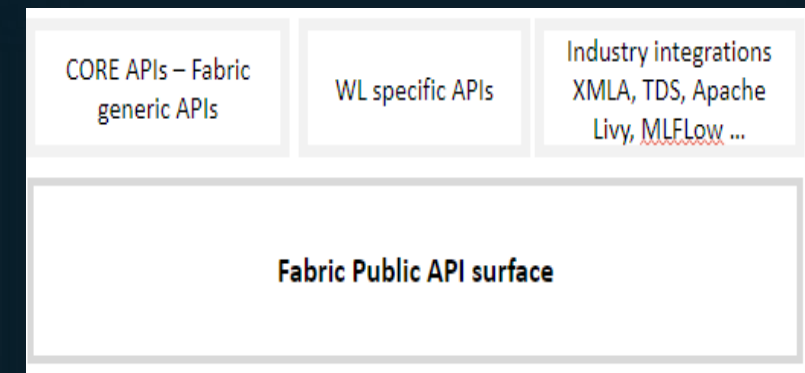 CORE APIs – Fabric
generic APIs
WL specific APIs
Industry integrations
XMLA, TDS, Apache
Livy, MLFLow ...
Fabric Public API surface